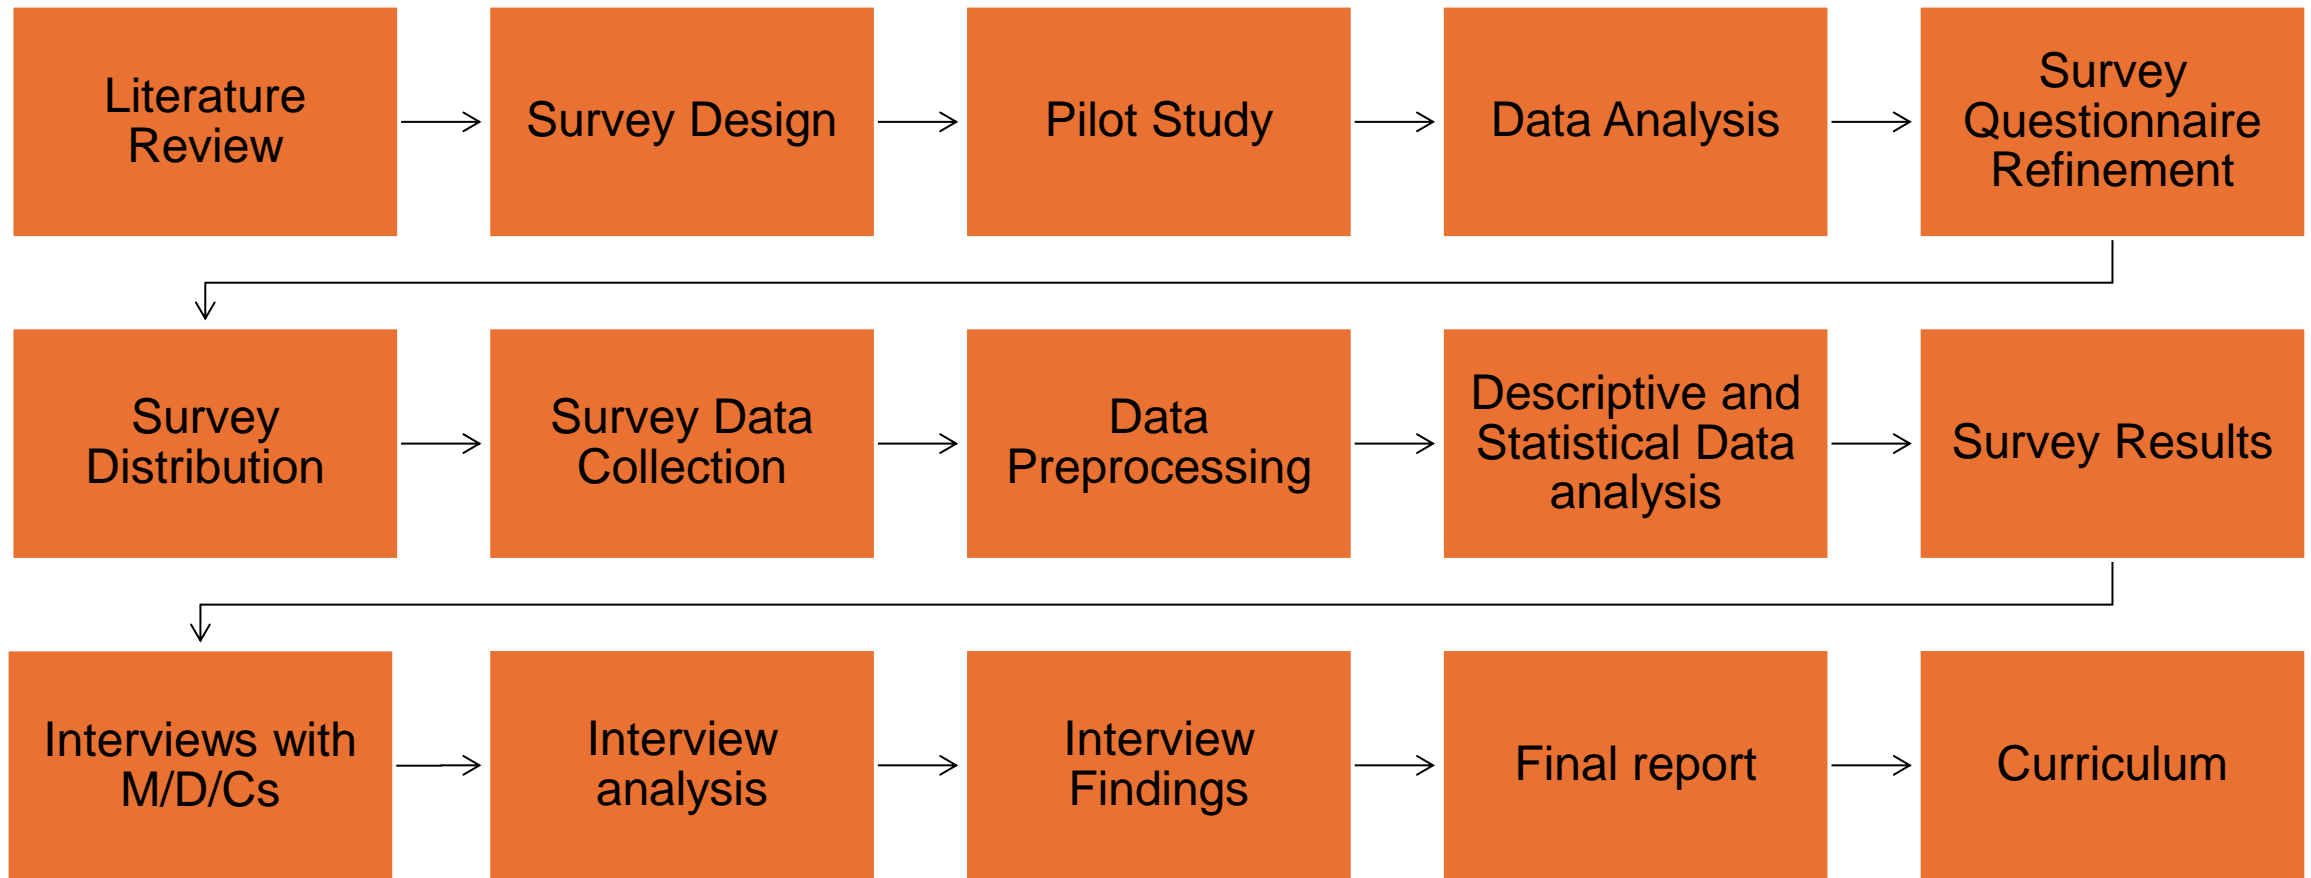 Literature
Review
Survey Design
Pilot Study
Data Analysis
Survey
Questionnaire
Refinement
Survey
Distribution
Survey Data
Collection
Data
Preprocessing
Descriptive and
Statistical Data
analysis
Survey Results
Interviews with
M/D/Cs
Interview
analysis
Interview
Findings
Final report
Curriculum